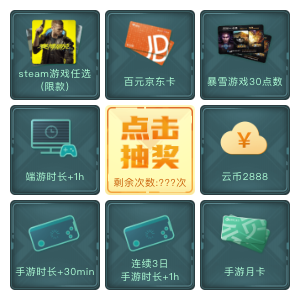 steam游戏任选
(限款)
百元京东卡
暴雪游戏30点数
端游时长+1h
点击
抽奖
剩余次数:???次
¥
云币2888
手游时长+30min
连续3日
手游时长+1h
手游月卡